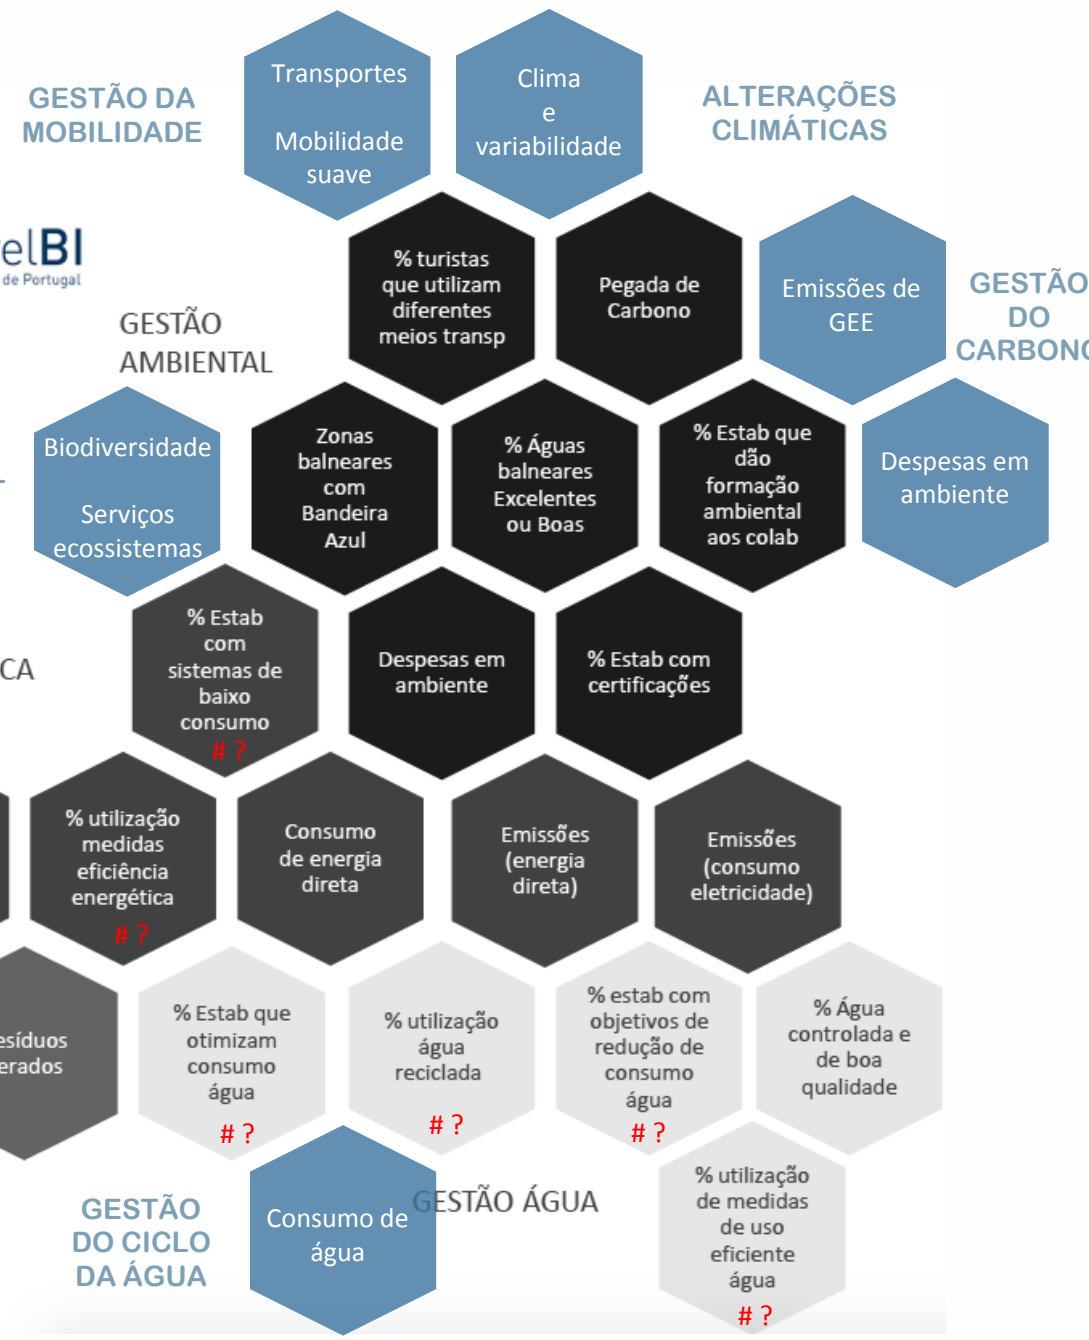 Transportes
Mobilidade
suave
Clima
e
variabilidade
GESTÃO DA
MOBILIDADE
ALTERAÇÕES
CLIMÁTICAS
elBI
de Portugal
% turistas
que utilizam
diferentes
meios transp
Pegada de
Carbono
Emissões de
GEE
GESTÃO
DO
CARBONO
GESTÃO
AMBIENTAL
Biodiversidade
Serviços
ecossistemas
Zonas
balneares
com
Bandeira
Azul
% Águas
balneares
Excelentes
ou Boas
% Estab que
dão
formação
ambiental
aos colab
Despesas em
ambiente
CA
% Estab
com
sistemas de
baixo
consumo
# ?
Despesas em
ambiente
% Estab com
certificações
% utilização
medidas
eficiência
energética
# ?
Consumo
de energia
direta
Emissões
(energia
direta)
Emissões
(consumo
eletricidade)
esíduos
erados
% Estab que
otimizam
consumo
água
# ?
% utilização
água
reciclada
# ?
% estab com
objetivos de
redução de
consumo
água
# ?
% Água
controlada e
de boa
qualidade
GESTÃO
DO CICLO
DA ÁGUA
Consumo de
água
GESTÃO ÁGUA
% utilização
de medidas
de uso
eficiente
água
# ?